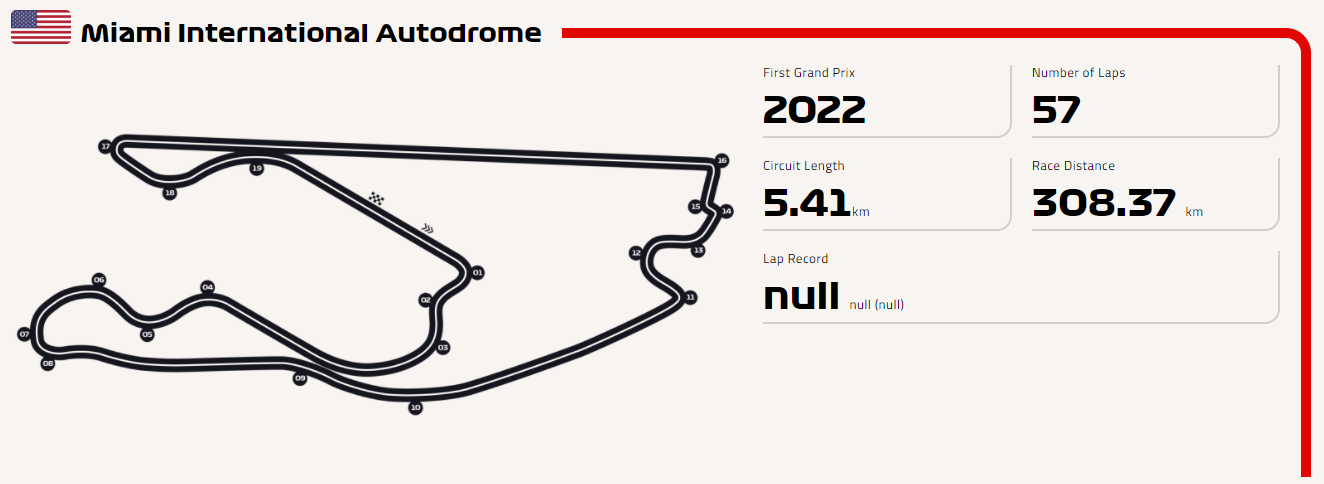 Miami International Autodrome
First Grand Prix
2022
Number of Laps
57
Circuit Length
5.41 km
Race Distance
308.37 km
Lap Record
null null (null)
17
16
19
18
15
14
12
13
01
06
04
02
11
05
07
03
08
09
10